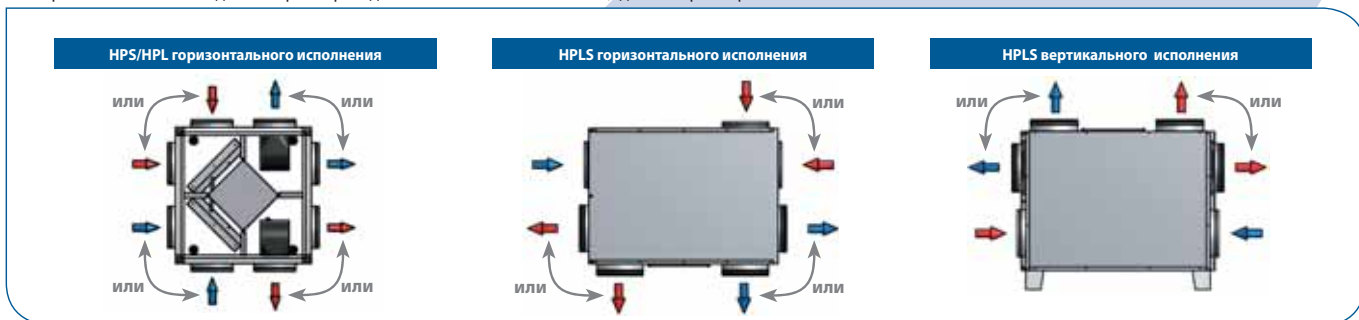 HPS/HPL горизонтального исполнения
HPLS горизонтального исполнения
HPLS вертикального исполнения
или
или
или
или
или
или
или
или
или